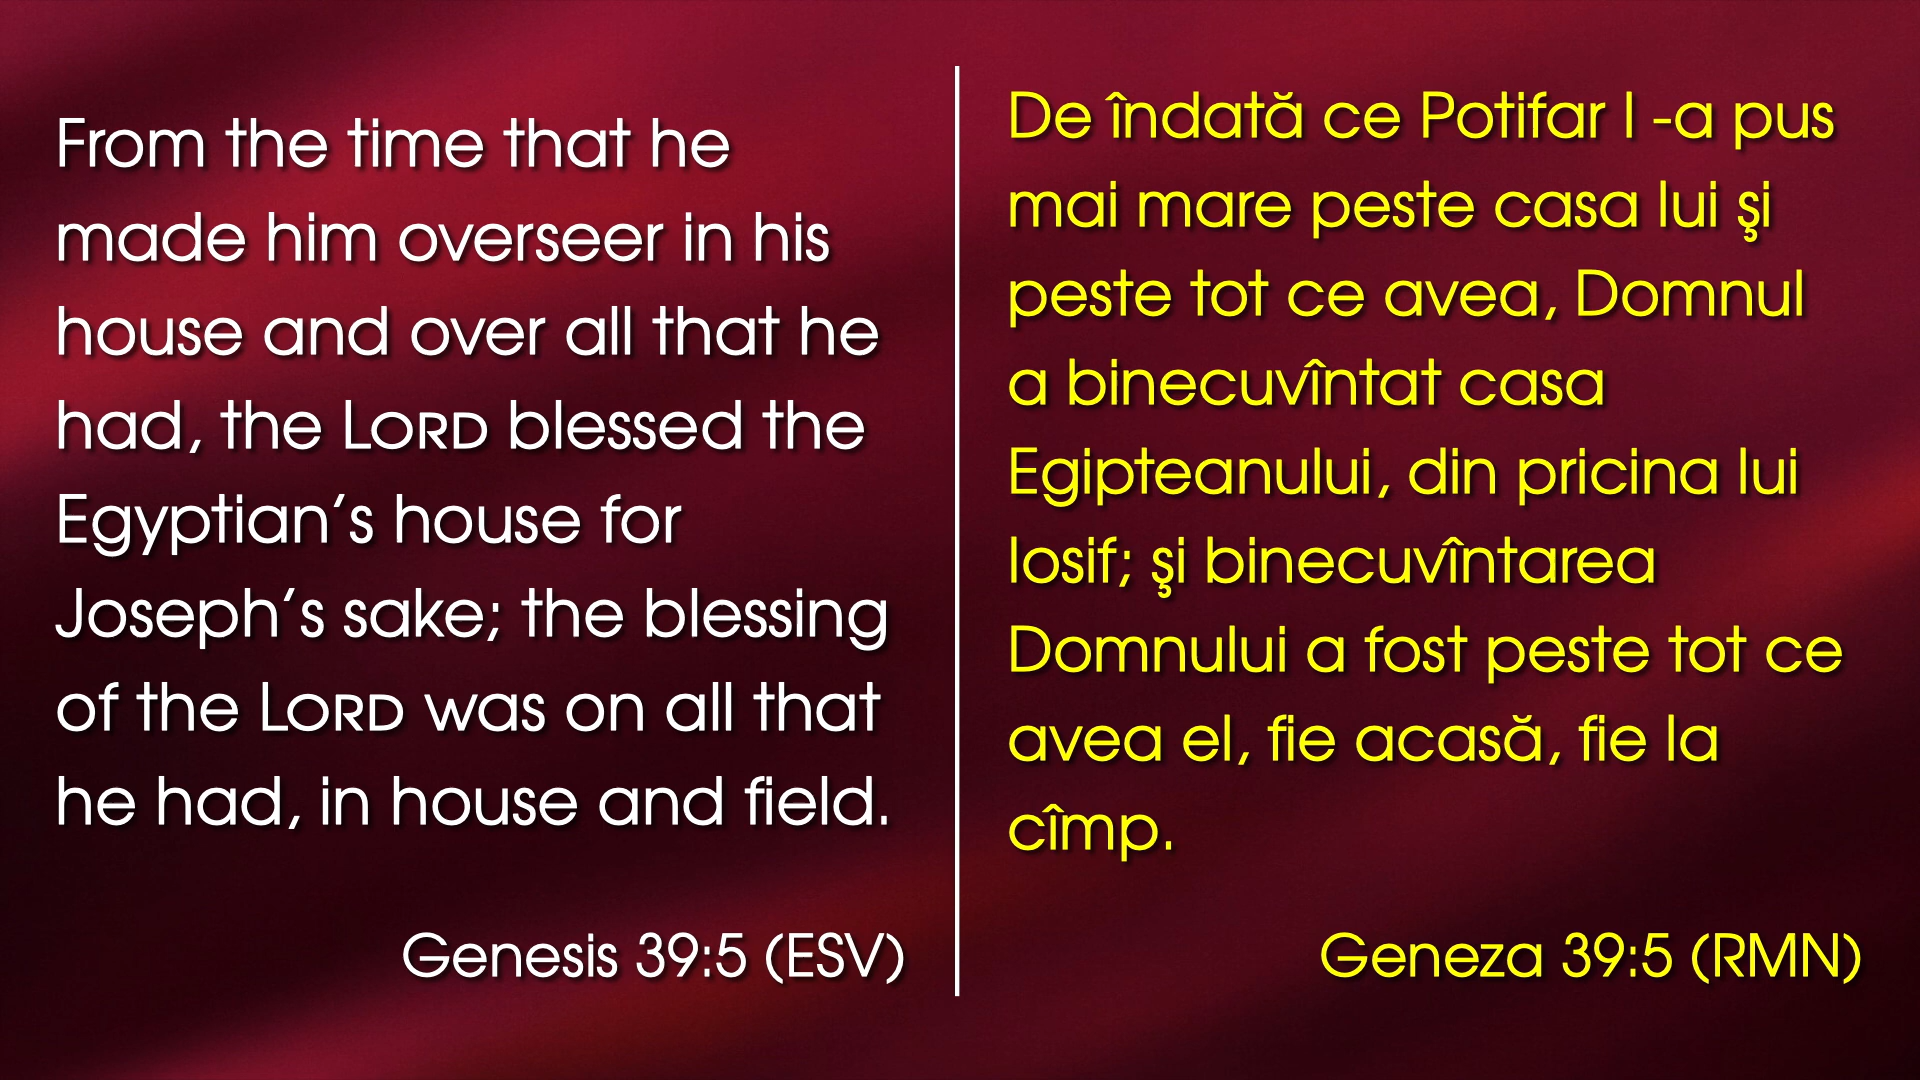 From the time that he
made him overseer in his
house and over all that he
had, the LORD blessed the
Egyptian’s house for
Joseph’s sake; the blessing
of the LORD was on all that
he had, in house and field.
Genesis 39:5 (ESV)
De îndată ce Potifar l -a pus
mai mare peste casa lui şi
peste tot ce avea, Domnul
a binecuvîntat casa
Egipteanului, din pricina lui
Iosif; şi binecuvîntarea
Domnului a fost peste tot ce
avea el, fie acasă, fie la
cîmp.
Geneza 39:5 (RMN)